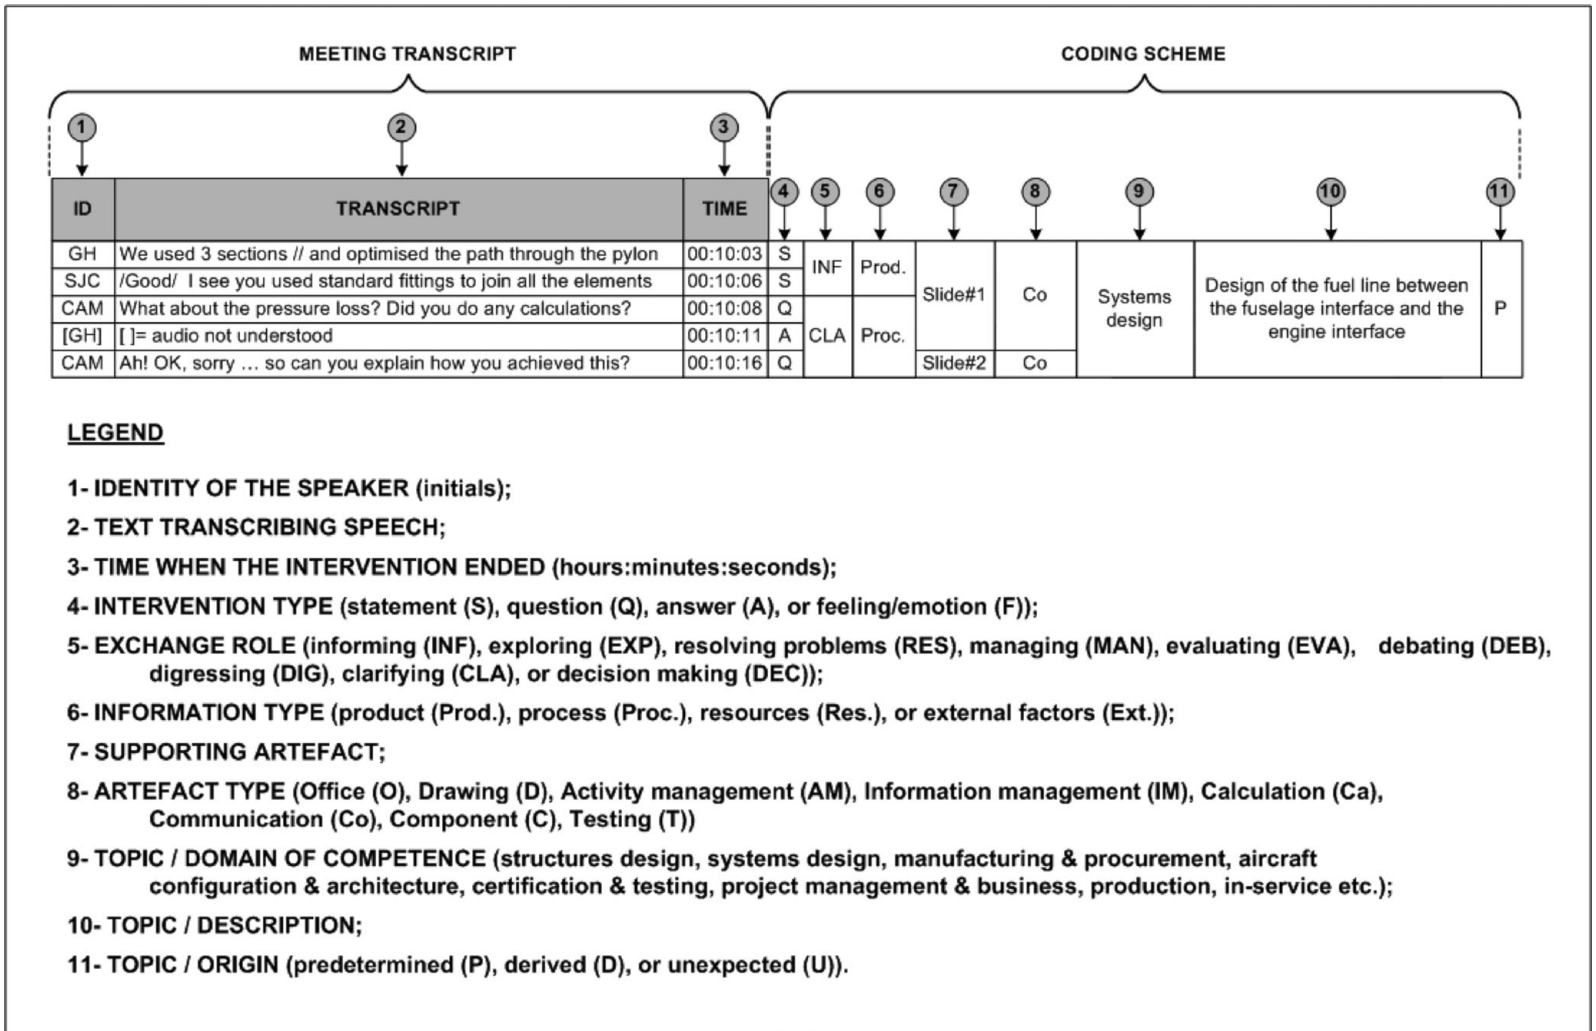 MEETING TRANSCRIPT
CODING SCHEME
1 2 3 4 5 6 7 8 9 10 11
ID TRANSCRIPT TIME
GH We used 3 sections // and optimised the path through the pylon 00:10:03 S
SJC /Good/ I see you used standard fittings to join all the elements 00:10:06 S
CAM What about the pressure loss? Did you do any calculations? 00:10:08 Q
[GH] [ ]= audio not understood 00:10:11 A
CAM Ah! OK, sorry … so can you explain how you achieved this? 00:10:16 Q
INF
CLA
Prod.
Proc.
Slide#1
Slide#2
Co
Co
Systems
design
Design of the fuel line between
the fuselage interface and the
engine interface
P
LEGEND
1- IDENTITY OF THE SPEAKER (initials);
2- TEXT TRANSCRIBING SPEECH;
3- TIME WHEN THE INTERVENTION ENDED (hours:minutes:seconds);
4- INTERVENTION TYPE (statement (S), question (Q), answer (A), or feeling/emotion (F));
5- EXCHANGE ROLE (informing (INF), exploring (EXP), resolving problems (RES), managing (MAN), evaluating (EVA), debating (DEB),
digressing (DIG), clarifying (CLA), or decision making (DEC));
6- INFORMATION TYPE (product (Prod.), process (Proc.), resources (Res.), or external factors (Ext.));
7- SUPPORTING ARTEFACT;
8- ARTEFACT TYPE (Office (O), Drawing (D), Activity management (AM), Information management (IM), Calculation (Ca),
Communication (Co), Component (C), Testing (T))
9- TOPIC / DOMAIN OF COMPETENCE (structures design, systems design, manufacturing & procurement, aircraft
configuration & architecture, certification & testing, project management & business, production, in-service etc.);
10- TOPIC / DESCRIPTION;
11- TOPIC / ORIGIN (predetermined (P), derived (D), or unexpected (U)).